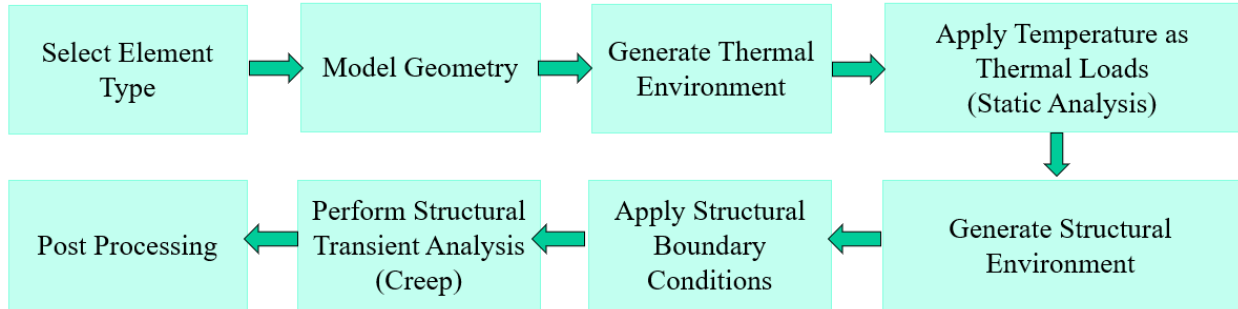 Select Element
Type
Model Geometry
Generate Thermal
Environment
Apply Temperature as
Thermal Loads
(Static Analysis)
Generate Structural
Environment
Apply Structural
Boundary
Conditions
Perform Structural
Transient Analysis
(Creep)
Post Processing